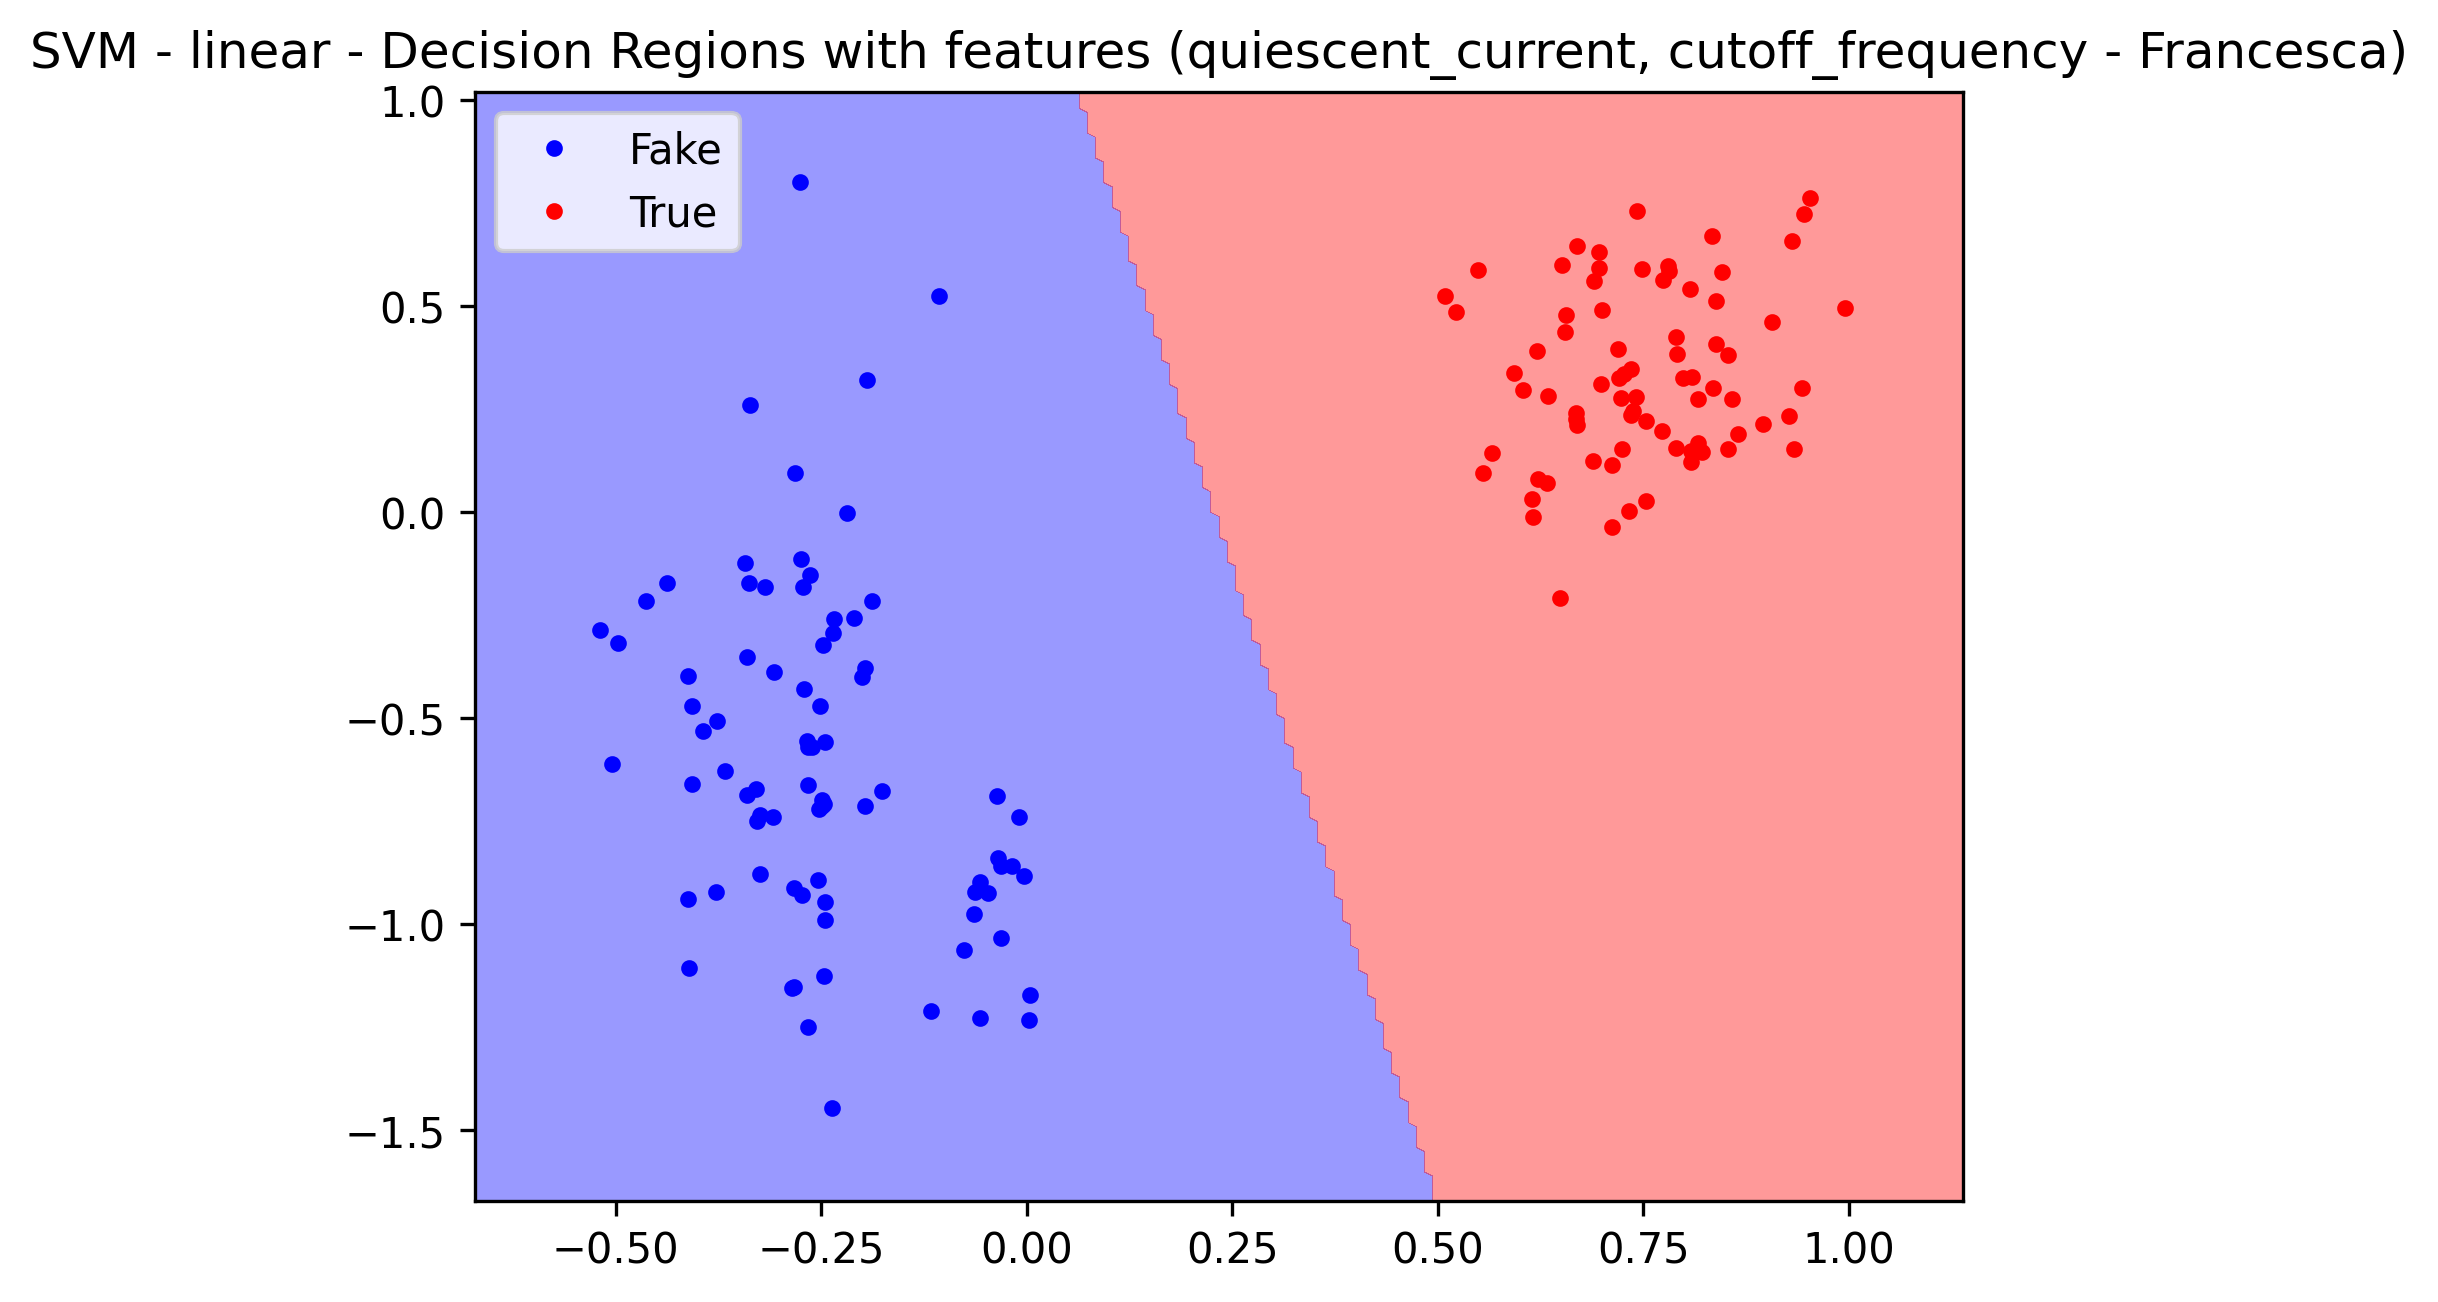 SVM - linear - Decision Regions with features (quiescent_current, cutoff_frequency - Francesca)
Fake
True
1.0
0.5
0.0
−0.5
−1.0
−1.5
−0.50 −0.25 0.00 0.25 0.50 0.75 1.00